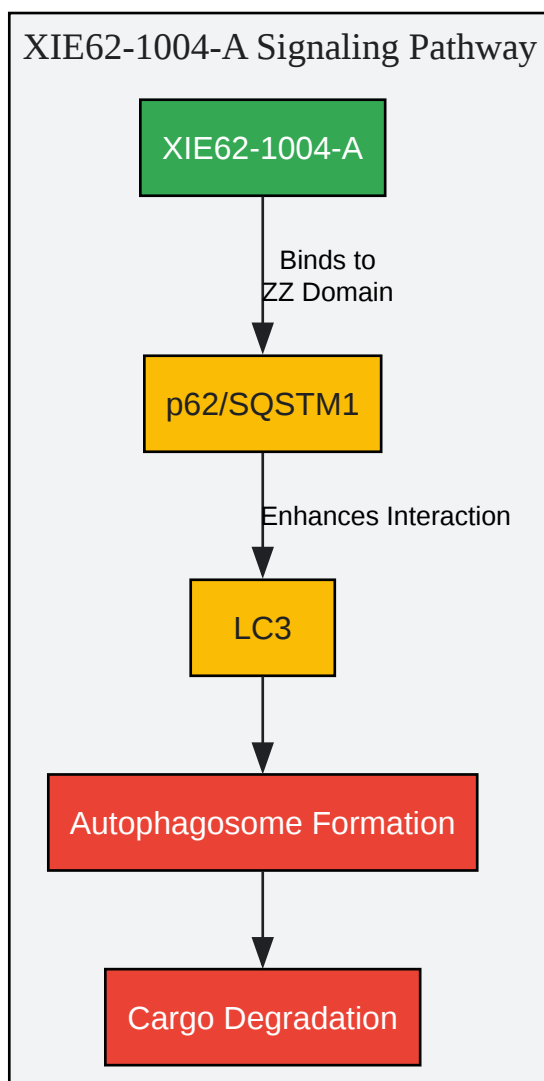 XIE62-1004-A Signaling Pathway
XIE62-1004-A
Binds to
ZZ Domain
p62/SQSTM1
Enhances Interaction
LC3
Autophagosome Formation
Cargo Degradation